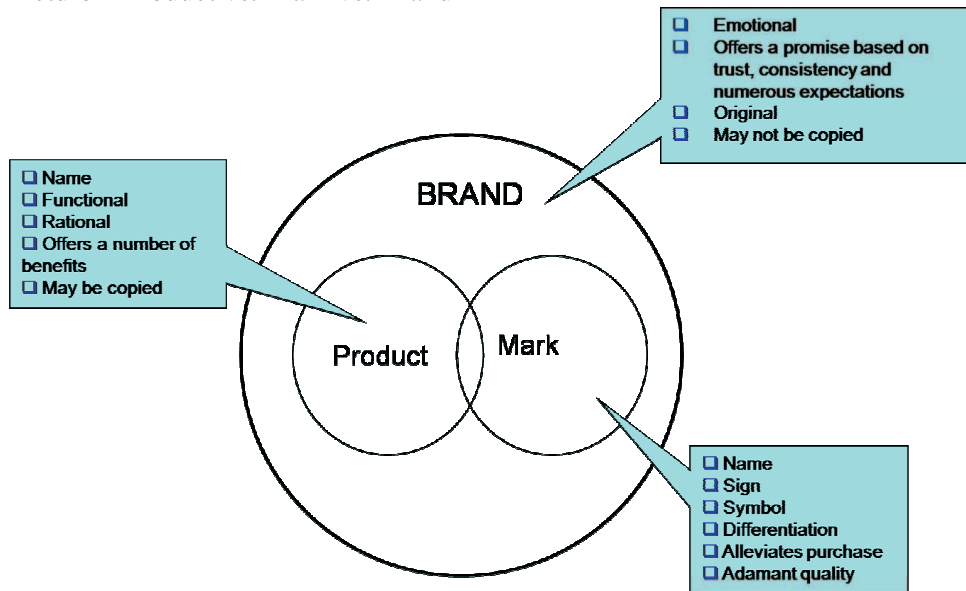 Emotional
Offers a promise based on
trust, consistency and
numerous expectations
Original
May not be copied
BRAND
Name
Functional
Rational
Offers a number of
benefits
May be copied
Product
Mark
Name
Sign
Symbol
Differentiation
Alleviates purchase
Adamant quality